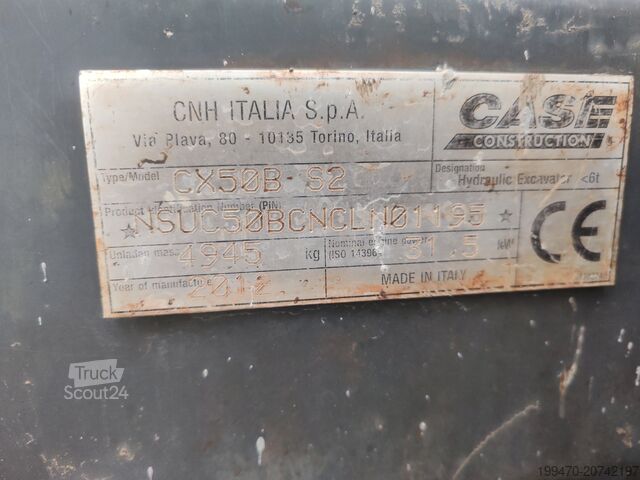 CNH ITALIA S.p.A.
Via Piava, 80 - 10135 Torino, Italia
CASE
CONSTRUCTION
Type/Model CX50B S2
Designation
Hydraulic Excavator <6t
Product Identification Number (PIN)
★NSUC50BCNCLN01195★
Unladen mass 4945 Kg
Nominal engine power (ISO 14396) 31.5 kW
Year of manufacture
MADE IN ITALY
CE
Truck
Scout24
199470-20742197